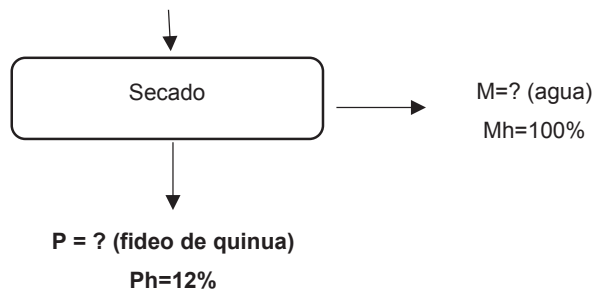 Secado
M=? (agua)
Mh=100%
P = ? (fideo de quinua)
Ph=12%